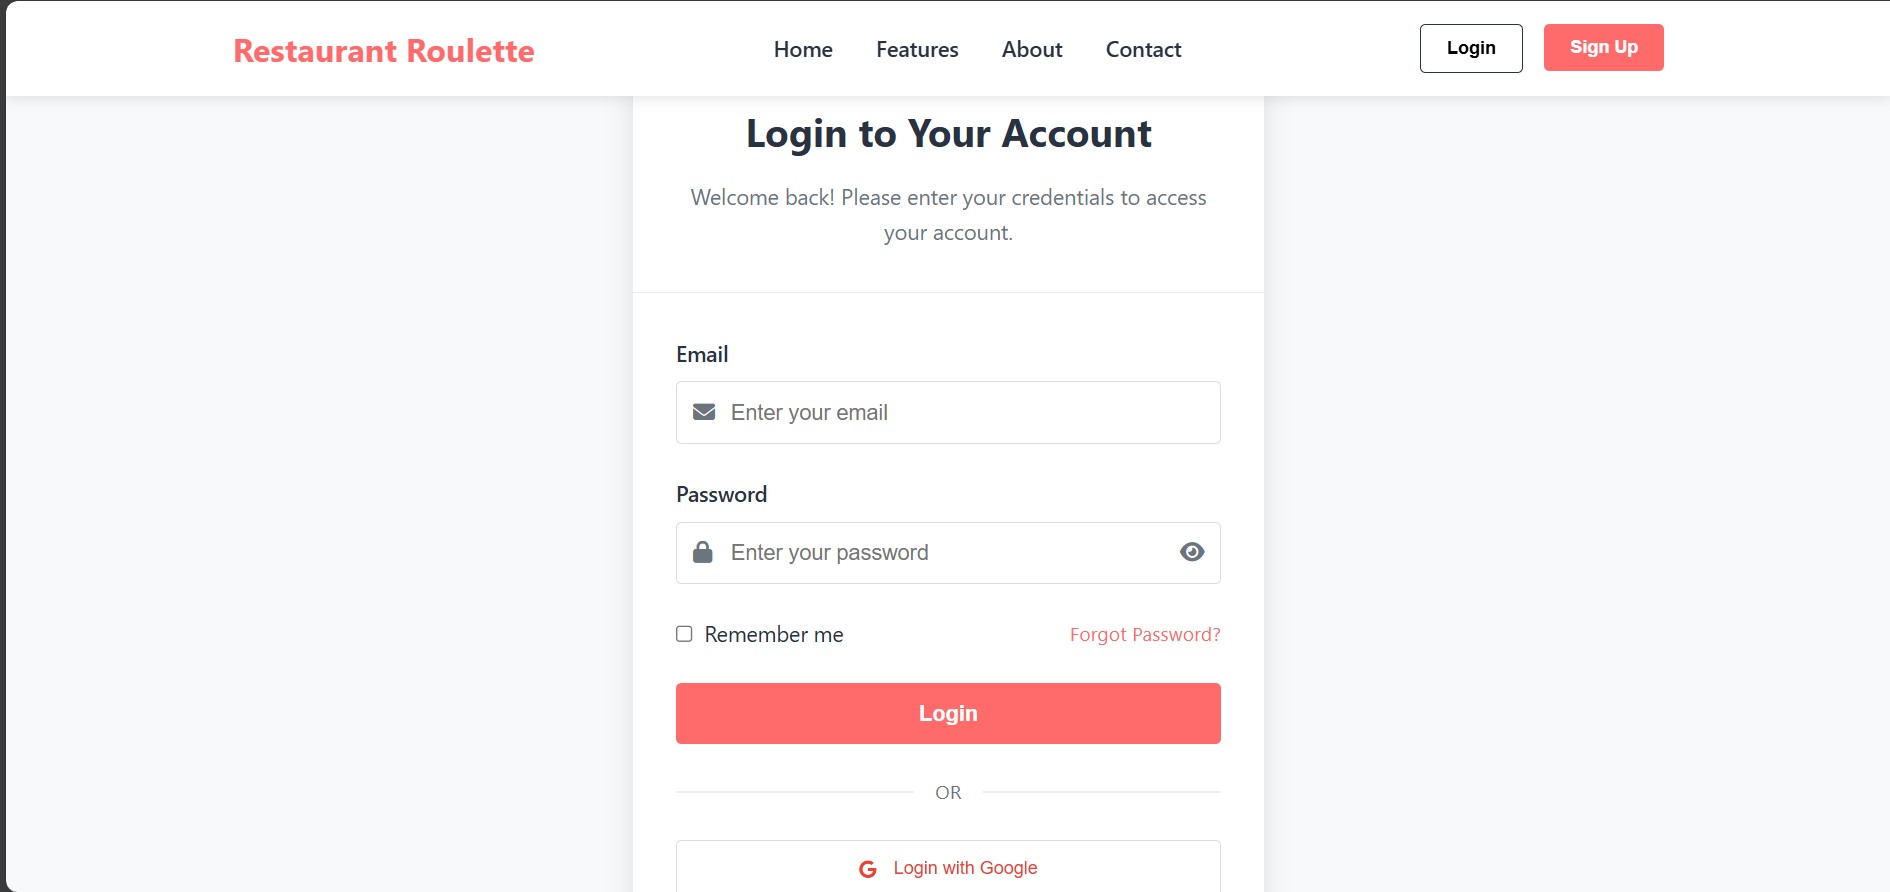 Restaurant Roulette
Home
Features
About
Contact
Login
Sign Up
Login to Your Account
Welcome back! Please enter your credentials to access
your account.
Email
Enter your email
Password
Enter your password
Remember me
Forgot Password?
Login
OR
Login with Google